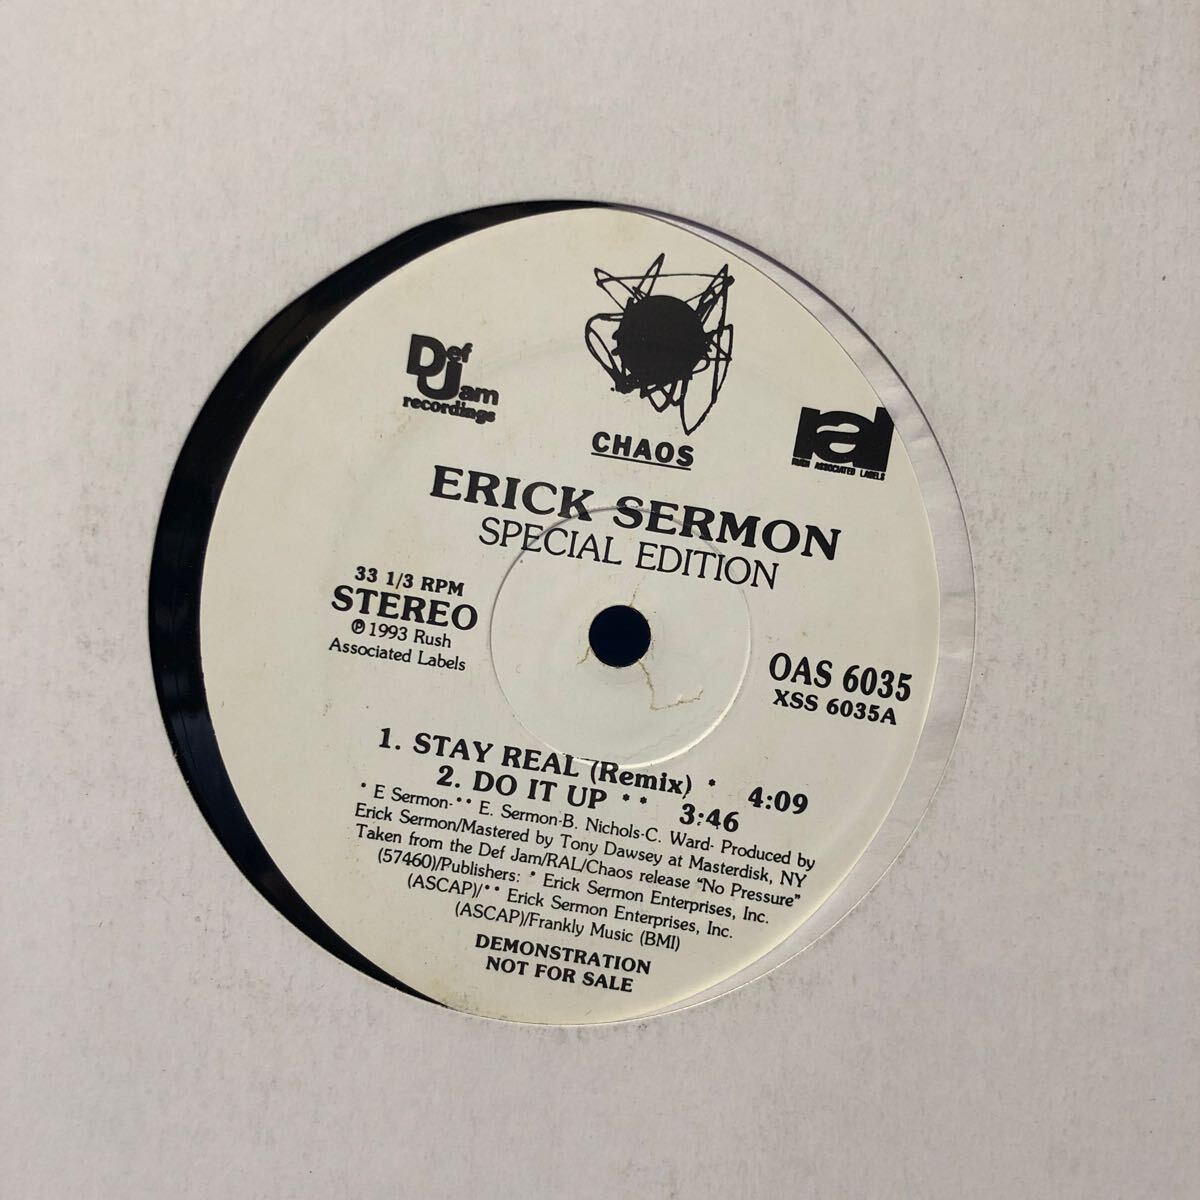 Def
Jam
recordings
CHAOS
ral
RUSH ASSOCIATED LABELS
ERICK SERMON
SPECIAL EDITION
33 1/3 RPM
STEREO
℗ 1993 Rush
Associated Labels
OAS 6035
XSS 6035A
1. STAY REAL (Remix) * 4:09
2. DO IT UP ** 3:46
* E Sermon-** E. Sermon-B. Nichols-C. Ward- Produced by
Erick Sermon/Mastered by Tony Dawsey at Masterdisk, NY
Taken from the Def Jam/RAL/Chaos release "No Pressure"
(57460)/Publishers: * Erick Sermon Enterprises, Inc.
(ASCAP)/** Erick Sermon Enterprises, Inc.
(ASCAP)/Frankly Music (BMI)
DEMONSTRATION
NOT FOR SALE